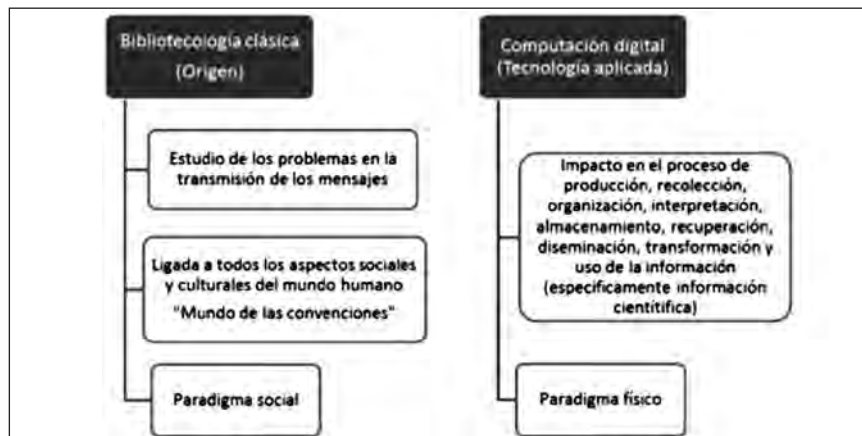 Bibliotecología clásica
(Origen)
Estudio de los problemas en la
transmisión de los mensajes
Ligada a todos los aspectos sociales
y culturales del mundo humano
"Mundo de las convenciones"
Paradigma social
Computación digital
(Tecnología aplicada)
Impacto en el proceso de
producción, recolección,
organización, interpretación,
almacenamiento, recuperación,
diseminación, transformación y
uso de la información
(especificamente información
cientítifica)
Paradigma físico